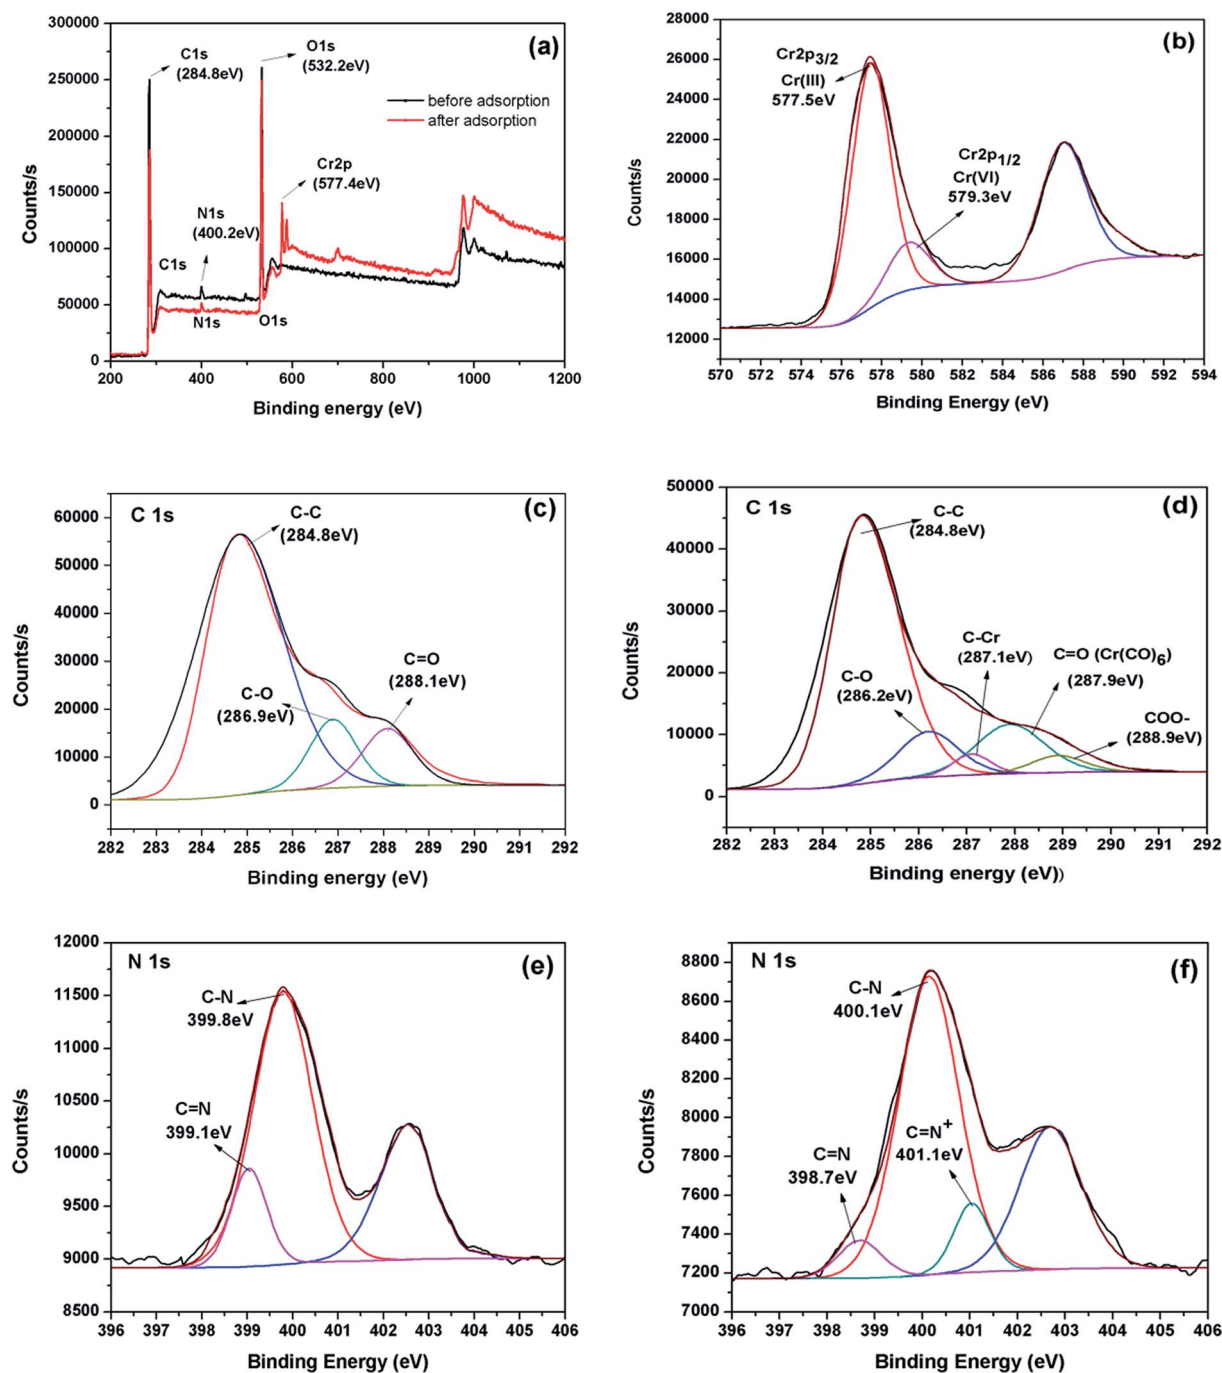 (a)
300000
250000
200000
150000
100000
50000
0
C1s
(284.8eV)
O1s
(532.2eV)
before adsorption
after adsorption
Cr2p
(577.4eV)
N1s
(400.2eV)
C1s
N1s
O1s
200 400 600 800 1000 1200
Counts/s
Binding energy (eV)
(b)
28000
26000
24000
22000
20000
18000
16000
14000
12000
Cr2p3/2
Cr(III)
577.5eV
Cr2p1/2
Cr(VI)
579.3eV
570 572 574 576 578 580 582 584 586 588 590 592 594
Counts/s
Binding Energy (eV)
C 1s
(c)
60000
50000
40000
30000
20000
10000
0
C-C
(284.8eV)
C=O
(288.1eV)
C-O
(286.9eV)
282 283 284 285 286 287 288 289 290 291 292
Counts/s
Binding energy (eV)
C 1s
(d)
50000
40000
30000
20000
10000
0
C-C
(284.8eV)
C-Cr
(287.1eV)
C=O (Cr(CO)6)
(287.9eV)
C-O
(286.2eV)
COO-
(288.9eV)
282 283 284 285 286 287 288 289 290 291 292
Counts/s
Binding energy (eV))
N 1s
(e)
12000
11500
11000
10500
10000
9500
9000
8500
C-N
399.8eV
C=N
399.1eV
396 397 398 399 400 401 402 403 404 405 406
Counts/s
Binding Energy (eV)
N 1s
(f)
8800
8600
8400
8200
8000
7800
7600
7400
7200
7000
C-N
400.1eV
C=N+
401.1eV
C=N
398.7eV
396 397 398 399 400 401 402 403 404 405 406
Counts/s
Binding Energy (eV)